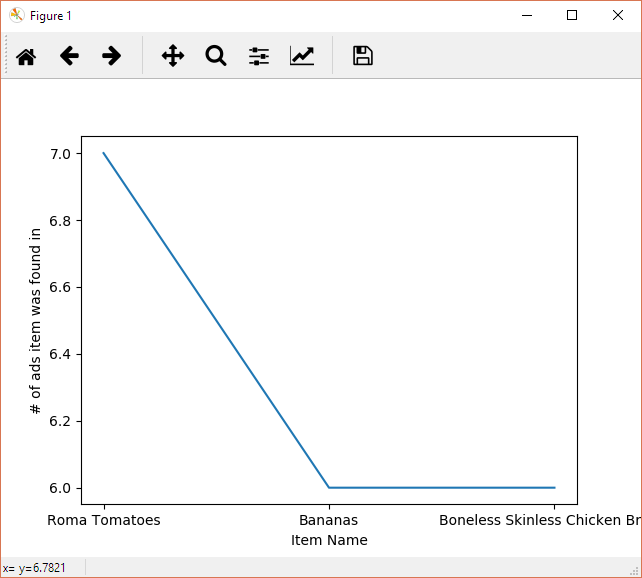 Figure 1
7.0
6.8
6.6
6.4
6.2
6.0
# of ads item was found in
Roma Tomatoes Bananas Boneless Skinless Chicken Br
Item Name
x= y=6.7821